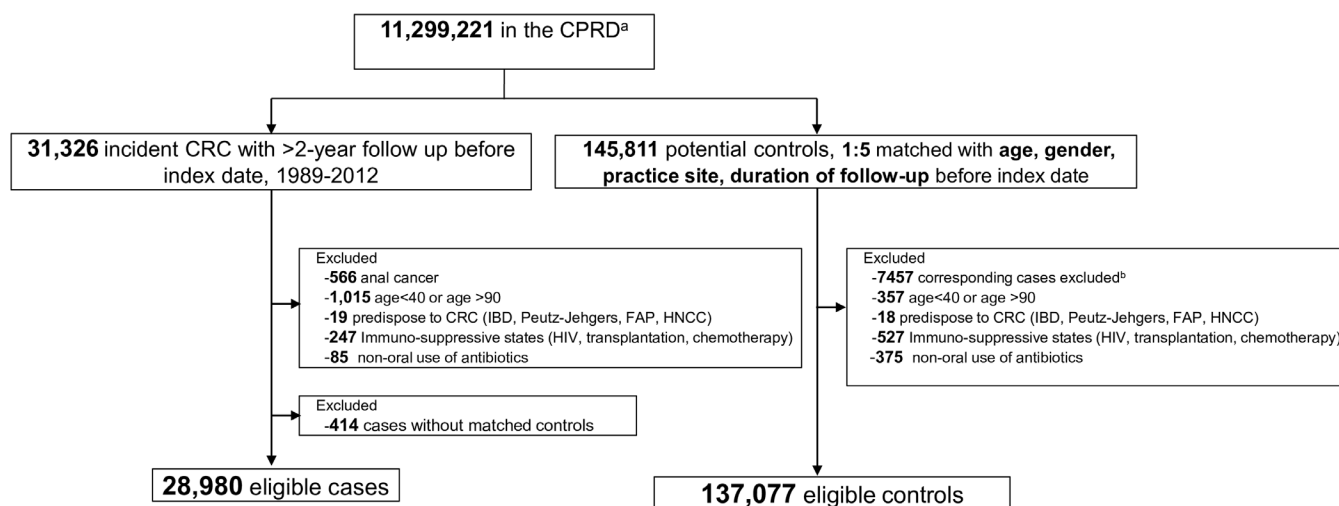 11,299,221 in the CPRDᵃ
31,326 incident CRC with >2-year follow up before
index date, 1989-2012
145,811 potential controls, 1:5 matched with age, gender,
practice site, duration of follow-up before index date
Excluded
-566 anal cancer
-1,015 age<40 or age >90
-19 predispose to CRC (IBD, Peutz-Jehgers, FAP, HNCC)
-247 Immuno-suppressive states (HIV, transplantation, chemotherapy)
-85 non-oral use of antibiotics
Excluded
-7457 corresponding cases excludedᵇ
-357 age<40 or age >90
-18 predispose to CRC (IBD, Peutz-Jehgers, FAP, HNCC)
-527 Immuno-suppressive states (HIV, transplantation, chemotherapy)
-375 non-oral use of antibiotics
Excluded
-414 cases without matched controls
28,980 eligible cases
137,077 eligible controls